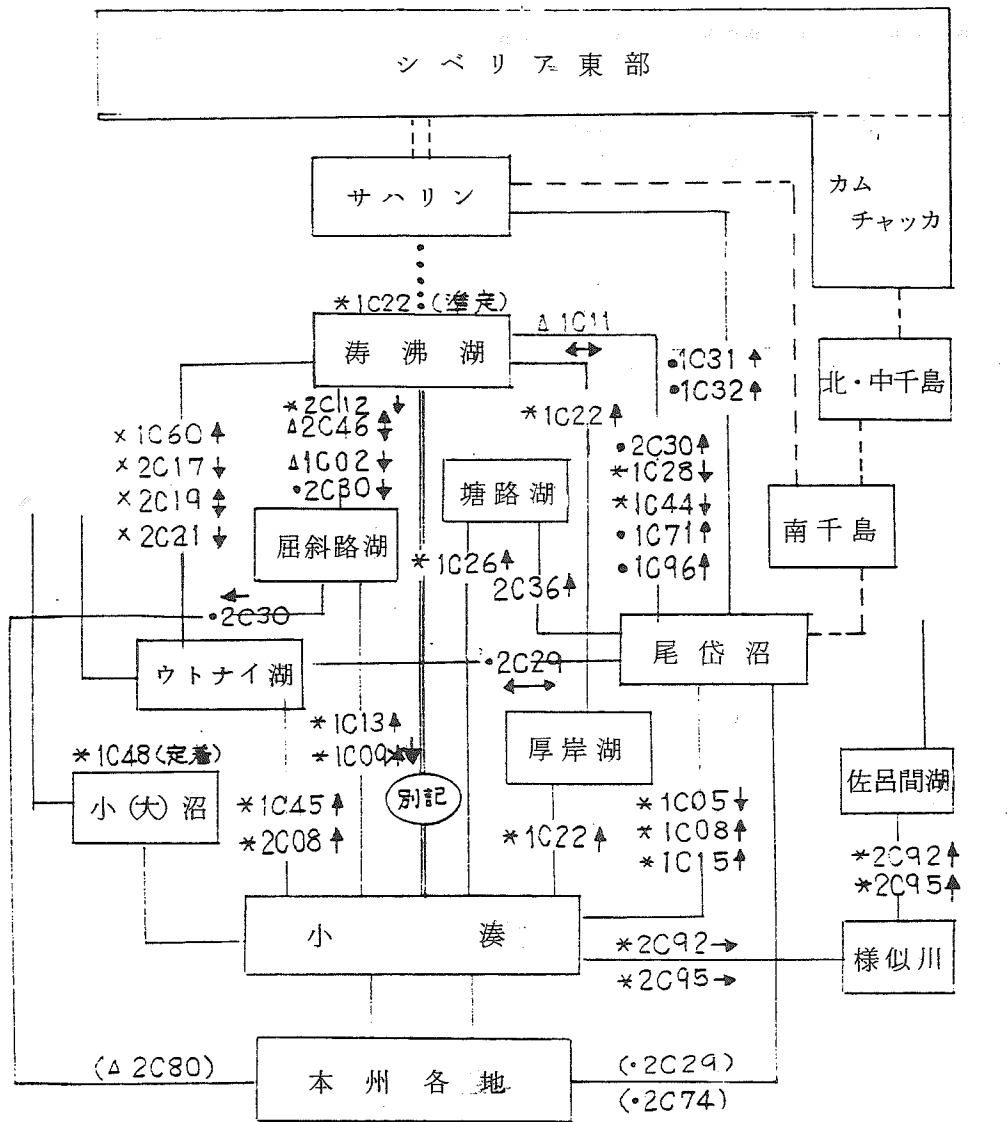 シベリア東部
カム
チャッカ
サハリン
*1C22(準定)
涛沸湖
△1C11
↔
•1C31↑
•1C32↑
北・中千島
×1C60↑
×2C17↓
×2C19↕
×2C21↓
*2C12↓
△2C46↕
△1C02↓
•2C30↓
*1C22↑
•2C30↑
*1C28↓
*1C44↓
•1C71↑
•1C96↑
塘路湖
南千島
屈斜路湖
*1C26↑
2C36↑
←
•2C30
尾岱沼
ウトナイ湖
•2C29
↔
*1C13↑
*1C09
厚岸湖
*1C48(定着)
小(大)沼
別記
佐呂間湖
*1C45↑
*2C08↑
*1C22↑
*1C05↓
*1C08↑
*1C15↑
*2C92↑
*2C95↑
小湊
*2C92→
*2C95→
様似川
(△2C80)
本州各地
(•2C29)
(•2C74)